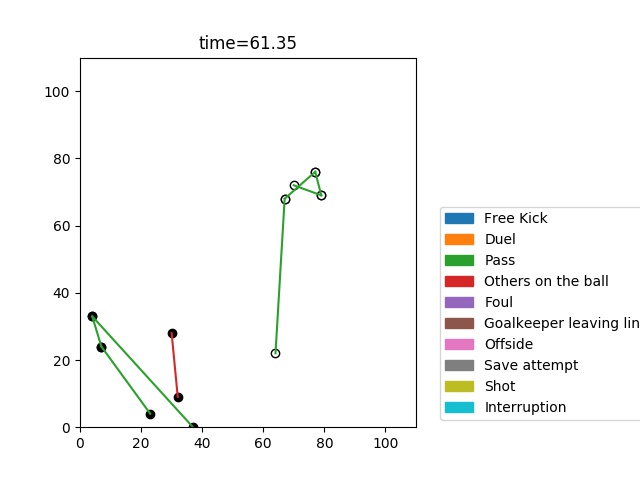 time=61.35
100
80
60
40
20
0
0 20 40 60 80 100
Free Kick
Duel
Pass
Others on the ball
Foul
Goalkeeper leaving lin
Offside
Save attempt
Shot
Interruption